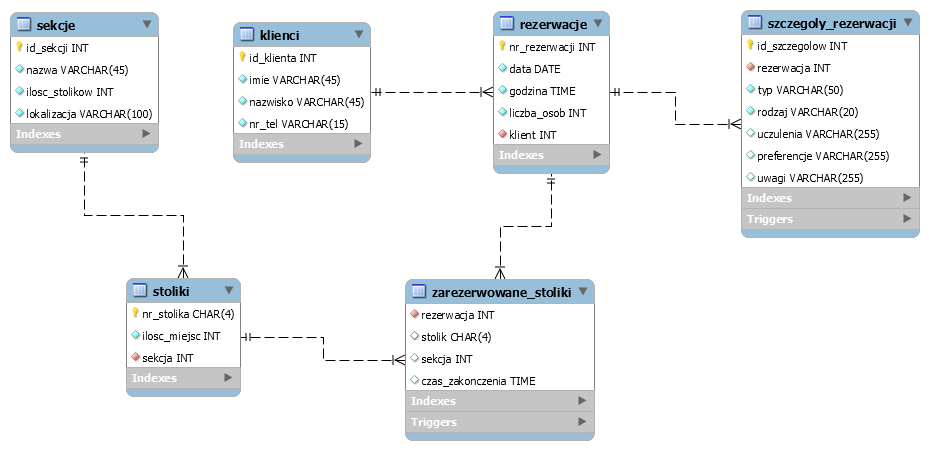 sekcje
id_sekcji INT
nazwa VARCHAR(45)
ilosc_stolikow INT
lokalizacja VARCHAR(100)
Indexes
klienci
id_klienta INT
imie VARCHAR(45)
nazwisko VARCHAR(45)
nr_tel VARCHAR(15)
Indexes
rezerwacje
nr_rezerwacji INT
data DATE
godzina TIME
liczba_osob INT
klient INT
Indexes
szczegoly_rezerwacji
id_szczegolow INT
rezerwacja INT
typ VARCHAR(50)
rodzaj VARCHAR(20)
uczulenia VARCHAR(255)
preferencje VARCHAR(255)
uwagi VARCHAR(255)
Indexes
Triggers
stoliki
nr_stolika CHAR(4)
ilosc_miejsc INT
sekcja INT
Indexes
zarezerwowane_stoliki
rezerwacja INT
stolik CHAR(4)
sekcja INT
czas_zakonczenia TIME
Indexes
Triggers